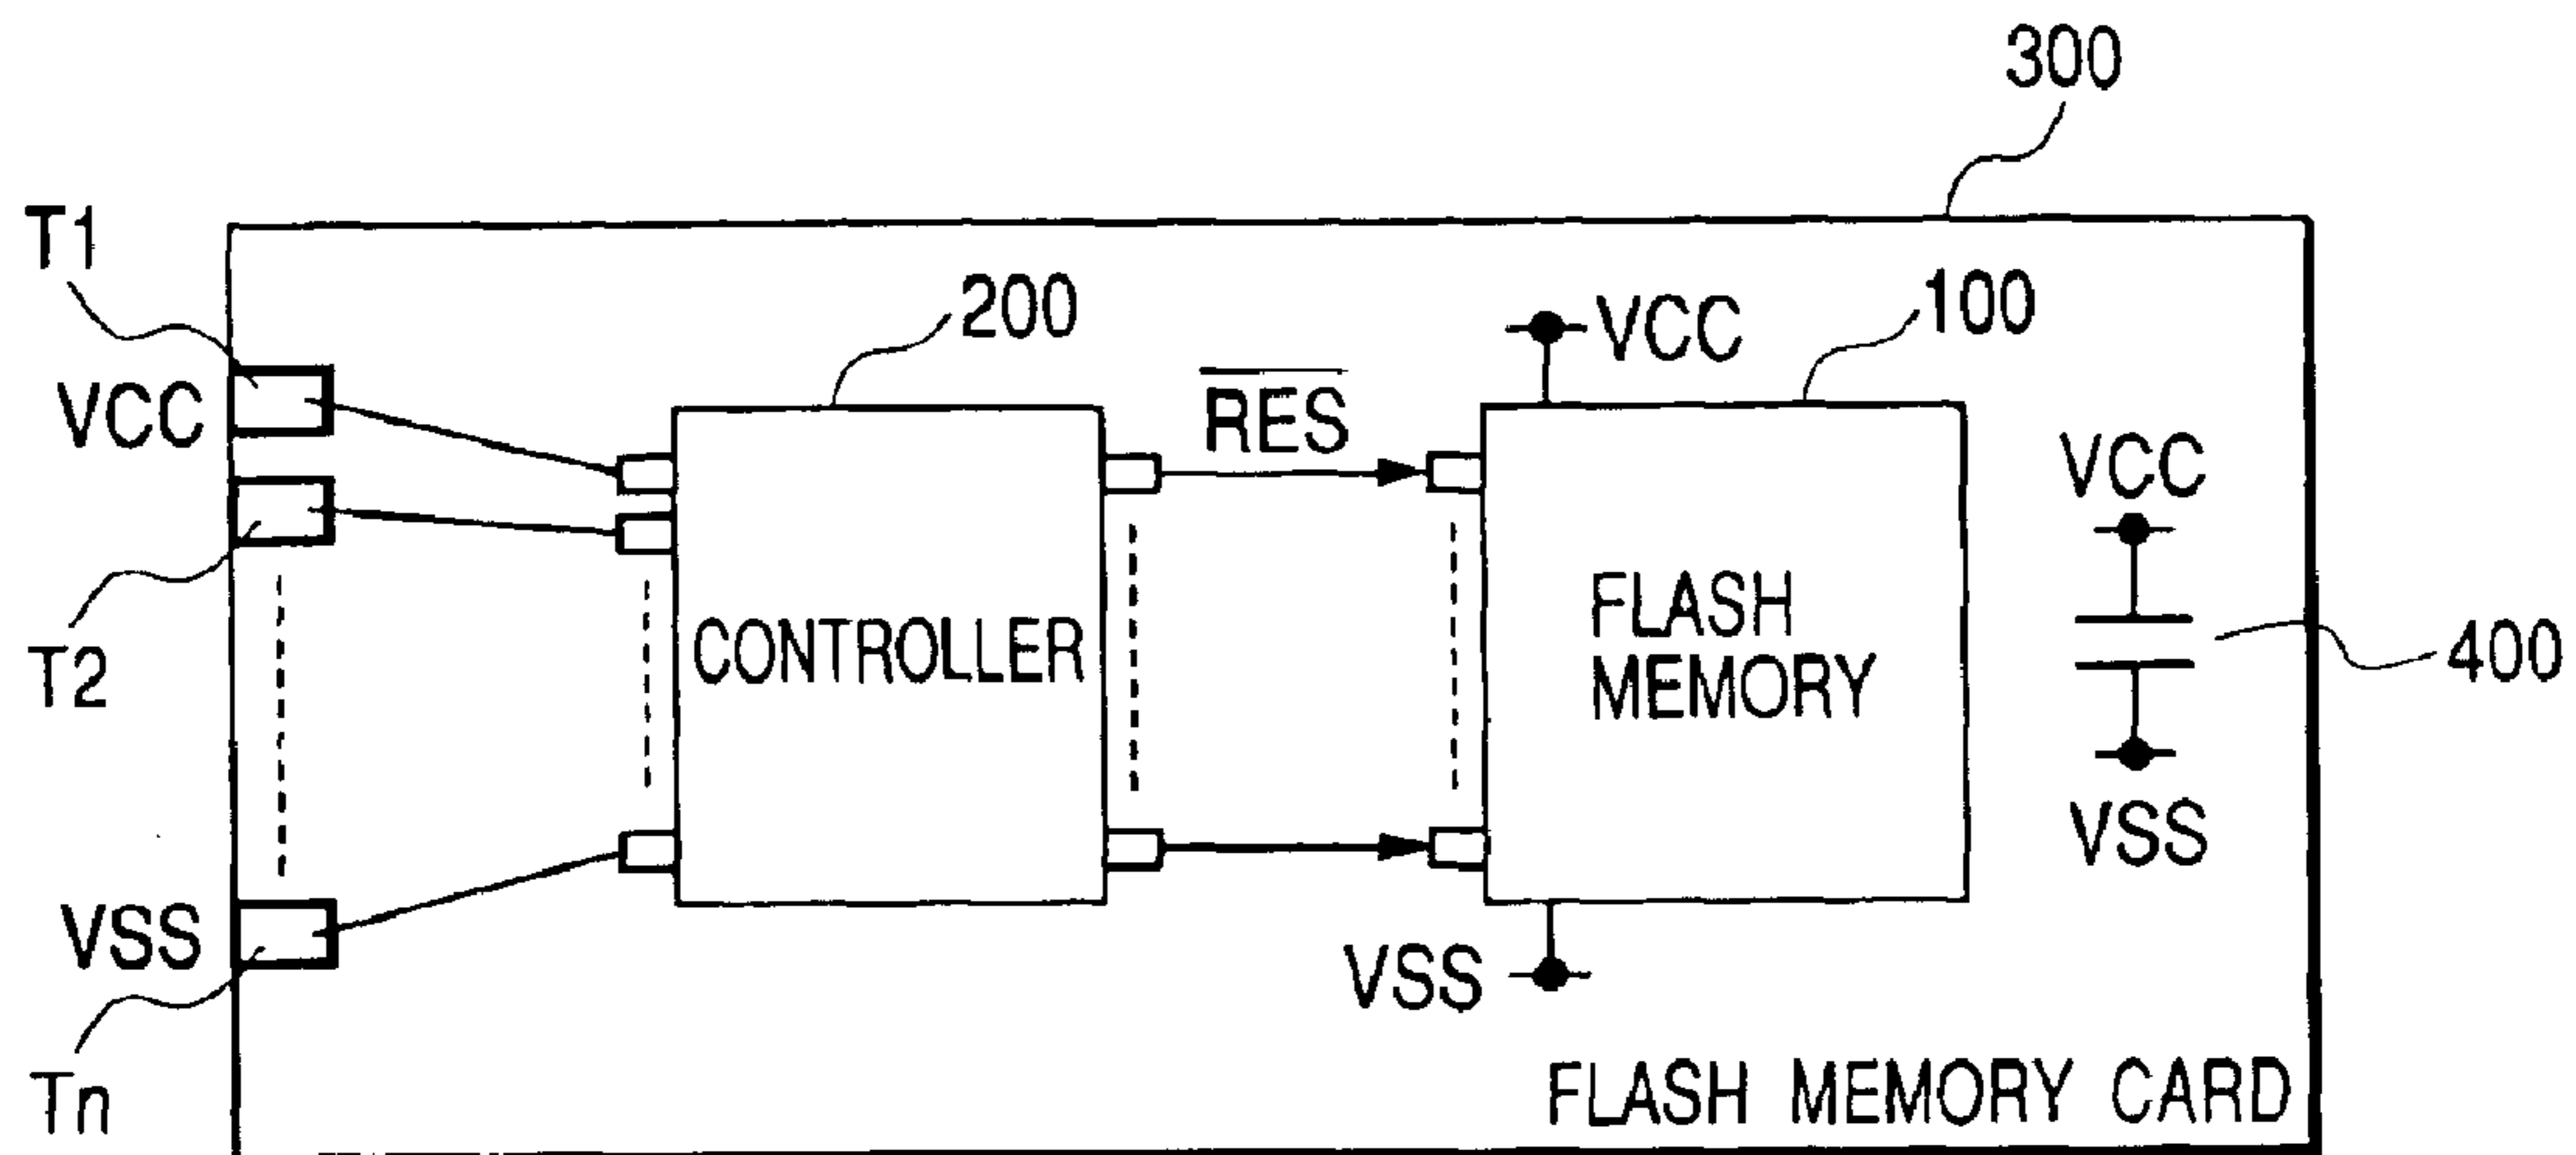 300
T1
200
100
VCC
VCC
R̅E̅S̅
VCC
T2
CONTROLLER
FLASH
MEMORY
400
VSS
VSS
VSS
Tn
FLASH MEMORY CARD